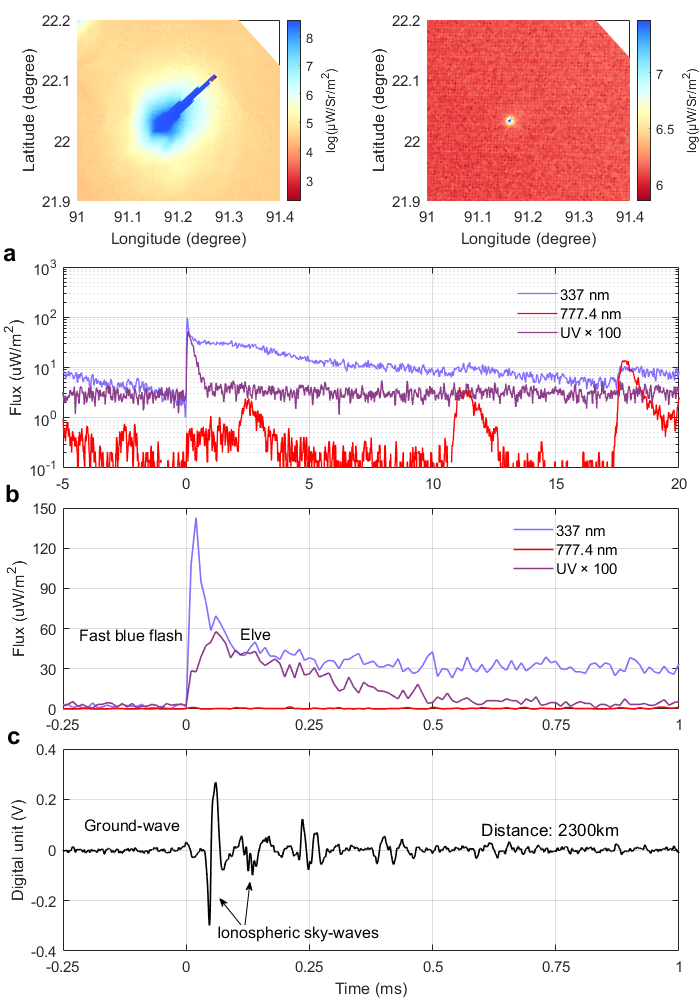 22.2
22.1
22
21.9
Latitude (degree)
91 91.1 91.2 91.3 91.4
Longitude (degree)
8
7
6
5
4
3
log(μW/Sr/m²)
22.2
22.1
22
21.9
Latitude (degree)
91 91.1 91.2 91.3 91.4
Longitude (degree)
7
6.5
6
log(μW/Sr/m²)
a
10³
10²
10¹
10⁰
10⁻¹
Flux (uW/m²)
337 nm
777.4 nm
UV × 100
-5 0 5 10 15 20
b
150
120
90
60
30
0
Flux (uW/m²)
337 nm
777.4 nm
UV × 100
Fast blue flash
Elve
-0.25 0 0.25 0.5 0.75 1
c
0.4
0.2
0
-0.2
-0.4
Digital unit (V)
Ground-wave
Distance: 2300km
Ionospheric sky-waves
-0.25 0 0.25 0.5 0.75 1
Time (ms)